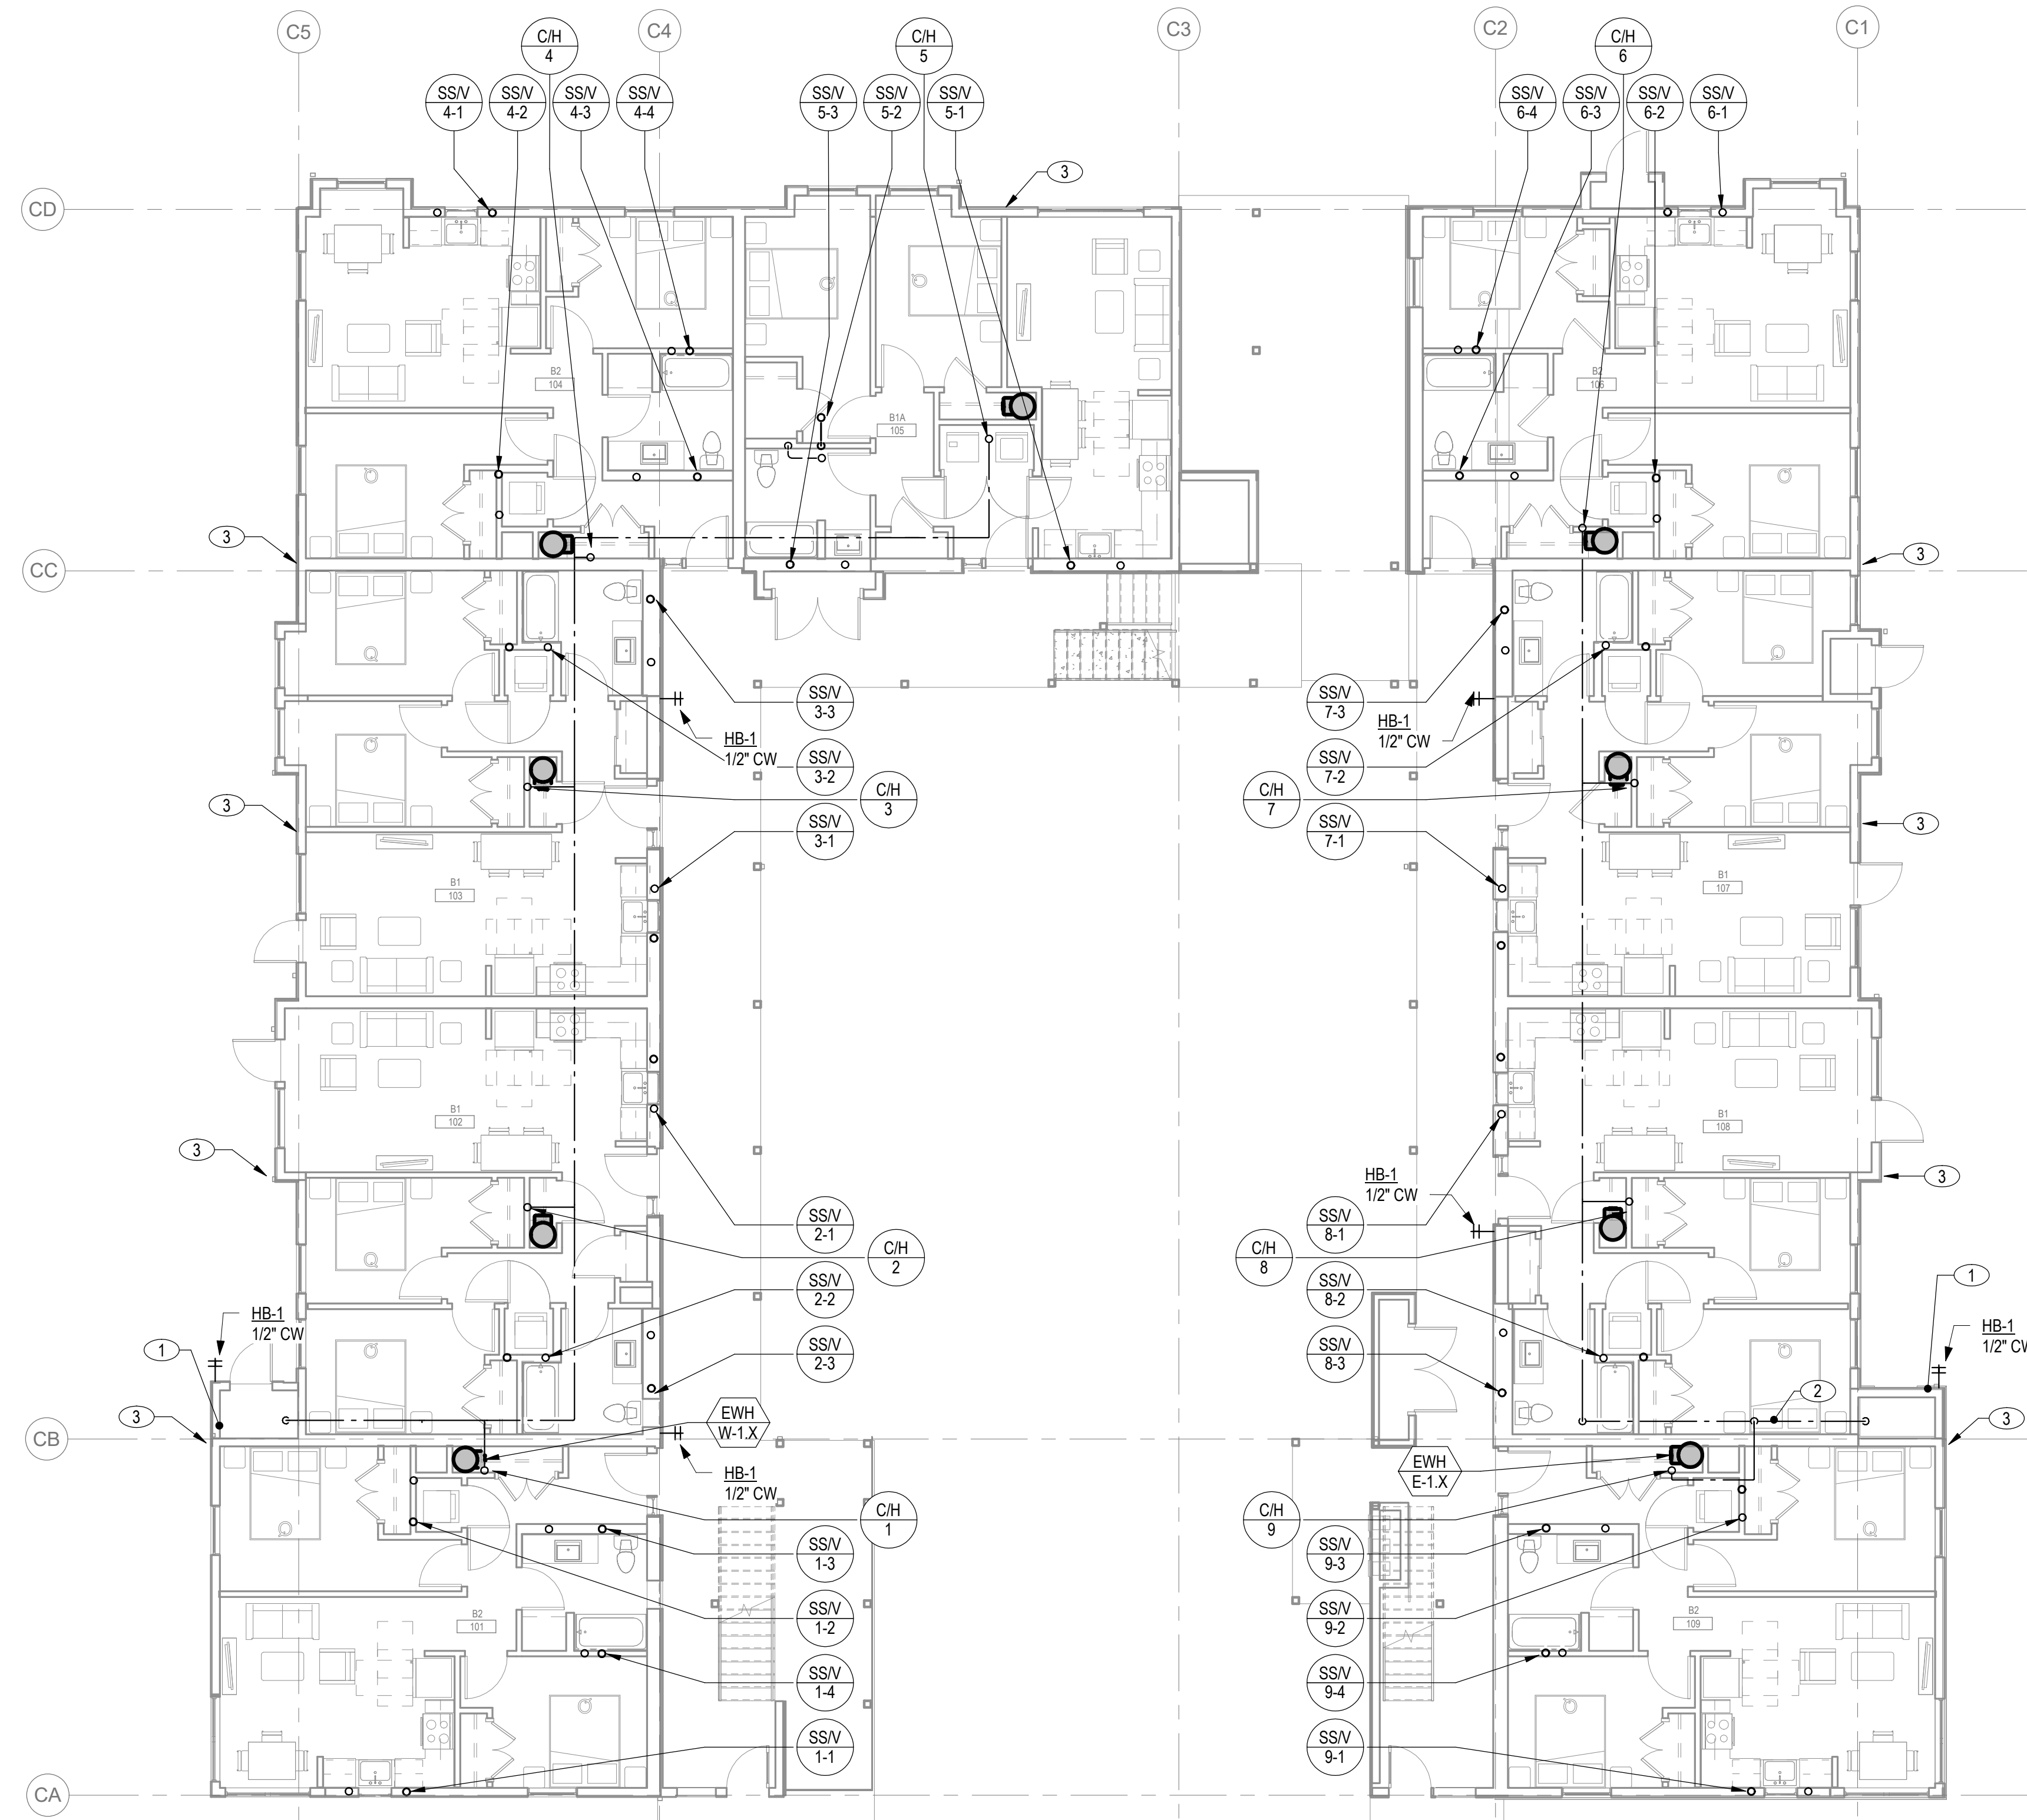 C5
C4
C3
C2
C1
C/H
4
C/H
5
C/H
6
SS/V
4-1
SS/V
4-2
SS/V
4-3
SS/V
4-4
SS/V
5-3
SS/V
5-2
SS/V
5-1
SS/V
6-4
SS/V
6-3
SS/V
6-2
SS/V
6-1
3
CD
B2
104
B1A
105
B2
106
3
3
CC
SS/V
3-3
HB-1
1/2" CW
SS/V
3-2
C/H
3
SS/V
3-1
SS/V
7-3
HB-1
1/2" CW
SS/V
7-2
C/H
7
SS/V
7-1
3
3
B1
103
B1
107
B1
102
B1
108
3
3
SS/V
2-1
C/H
2
SS/V
2-2
SS/V
2-3
HB-1
1/2" CW
SS/V
8-1
C/H
8
SS/V
8-2
SS/V
8-3
1
HB-1
1/2" CW
HB-1
1/2" CW
1
2
3
3
CB
EWH
W-1.X
HB-1
1/2" CW
EWH
E-1.X
C/H
1
SS/V
1-3
SS/V
1-2
SS/V
1-4
SS/V
1-1
C/H
9
SS/V
9-3
SS/V
9-2
SS/V
9-4
SS/V
9-1
B2
101
B2
109
CA